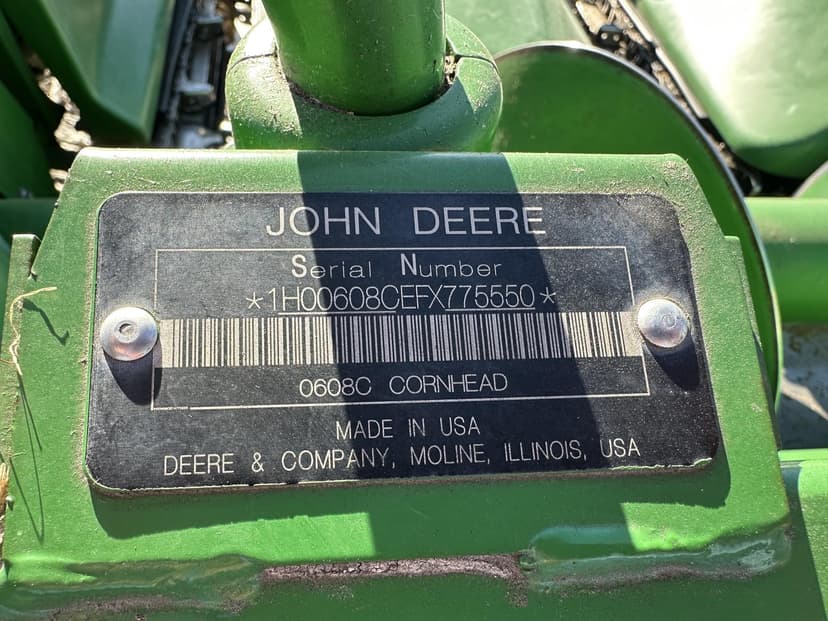 JOHN DEERE
Serial Number
*1H00608CEFX775550*
0608C CORNHEAD
MADE IN USA
DEERE & COMPANY, MOLINE, ILLINOIS, USA